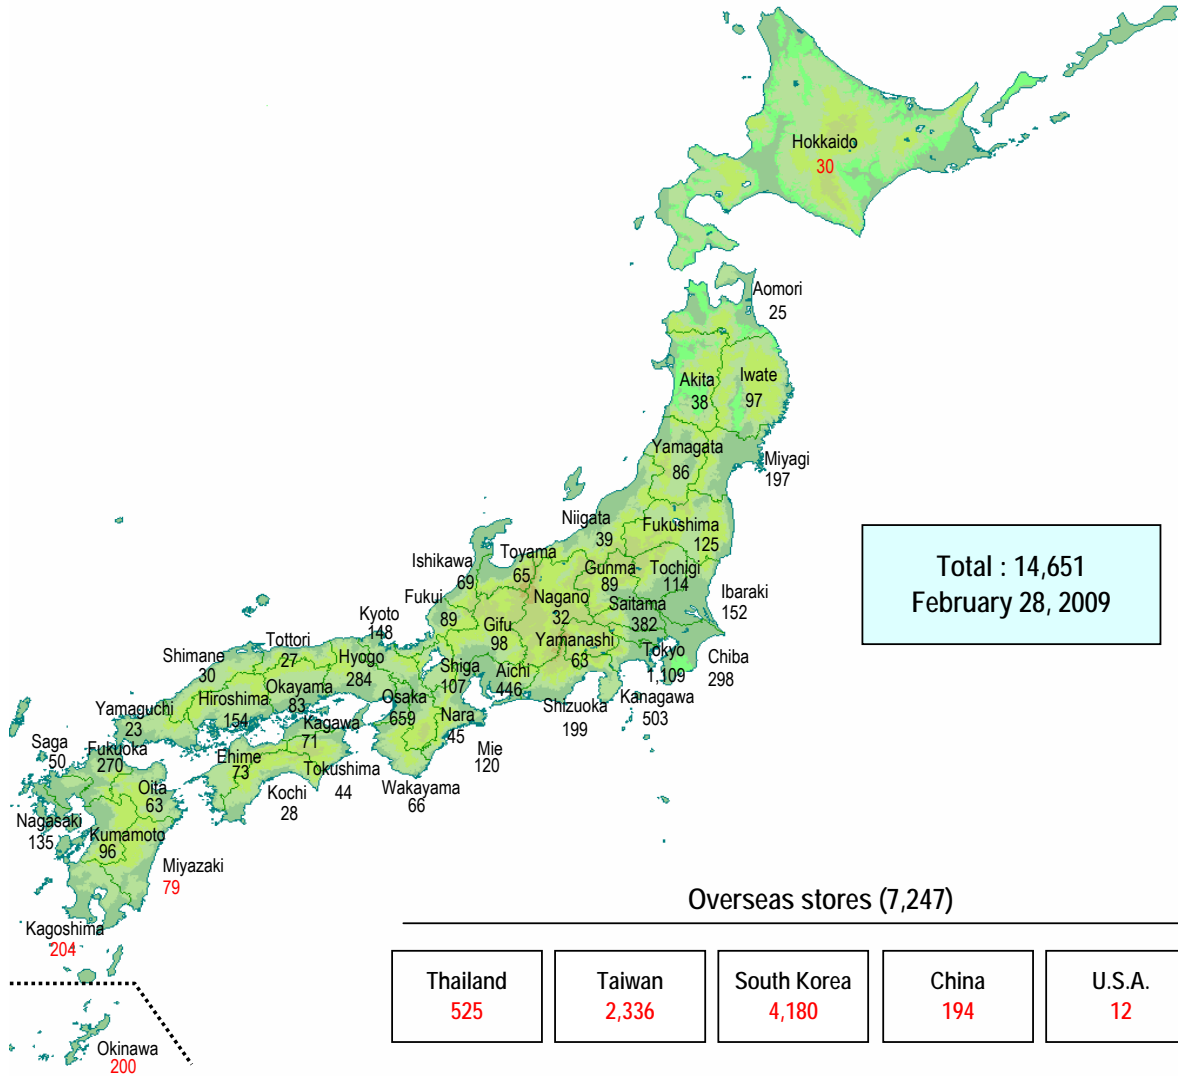 Hokkaido
30
Aomori
25
Akita
38
Iwate
97
Yamagata
86
Miyagi
197
Niigata
39
Fukushima
125
Ishikawa
69
Toyama
65
Gunma
89
Tochigi
114
Ibaraki
152
Fukui
89
Nagano
32
Saitama
382
Kyoto
148
Gifu
98
Yamanashi
63
Tokyo
1,109
Chiba
298
Tottori
27
Hyogo
284
Shiga
107
Aichi
446
Shimane
30
Okayama
83
Osaka
659
Kanagawa
503
Hiroshima
154
Shizuoka
199
Yamaguchi
23
Nara
45
Kagawa
71
Mie
120
Saga
50
Fukuoka
270
Ehime
73
Tokushima
44
Wakayama
66
Oita
63
Kochi
28
Nagasaki
135
Kumamoto
96
Miyazaki
79
Kagoshima
204
Okinawa
200
Total : 14,651
February 28, 2009
Overseas stores (7,247)
Thailand
525
Taiwan
2,336
South Korea
4,180
China
194
U.S.A.
12